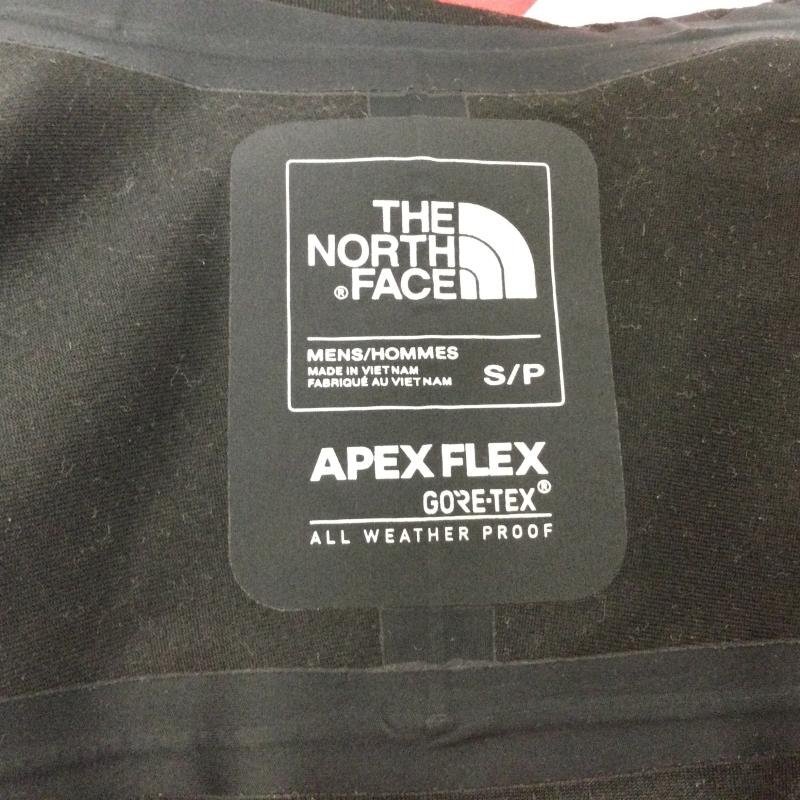 THE
NORTH
®FACE
MENS/HOMMES
MADE IN VIETNAM
FABRIQUÉ AU VIETNAM
S/P
APEX FLEX
GORE-TEX®
ALL WEATHER PROOF